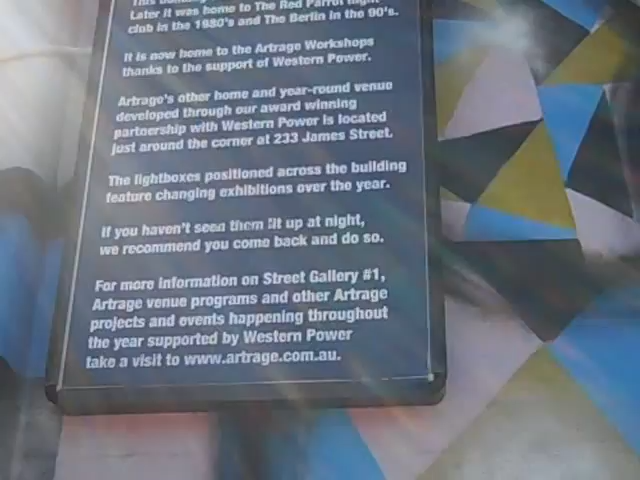 Later it was home to The Red Parrot night
club in the 1980's and The Berlin in the 90's.
It is now home to the Artrage Workshops
thanks to the support of Western Power.
Artrage's other home and year-round venue
developed through our award winning
partnership with Western Power is located
just around the corner at 233 James Street.
The lightboxes positioned across the building
feature changing exhibitions over the year.
If you haven't seen them lit up at night,
we recommend you come back and do so.
For more information on Street Gallery #1,
Artrage venue programs and other Artrage
projects and events happening throughout
the year supported by Western Power
take a visit to www.artrage.com.au.